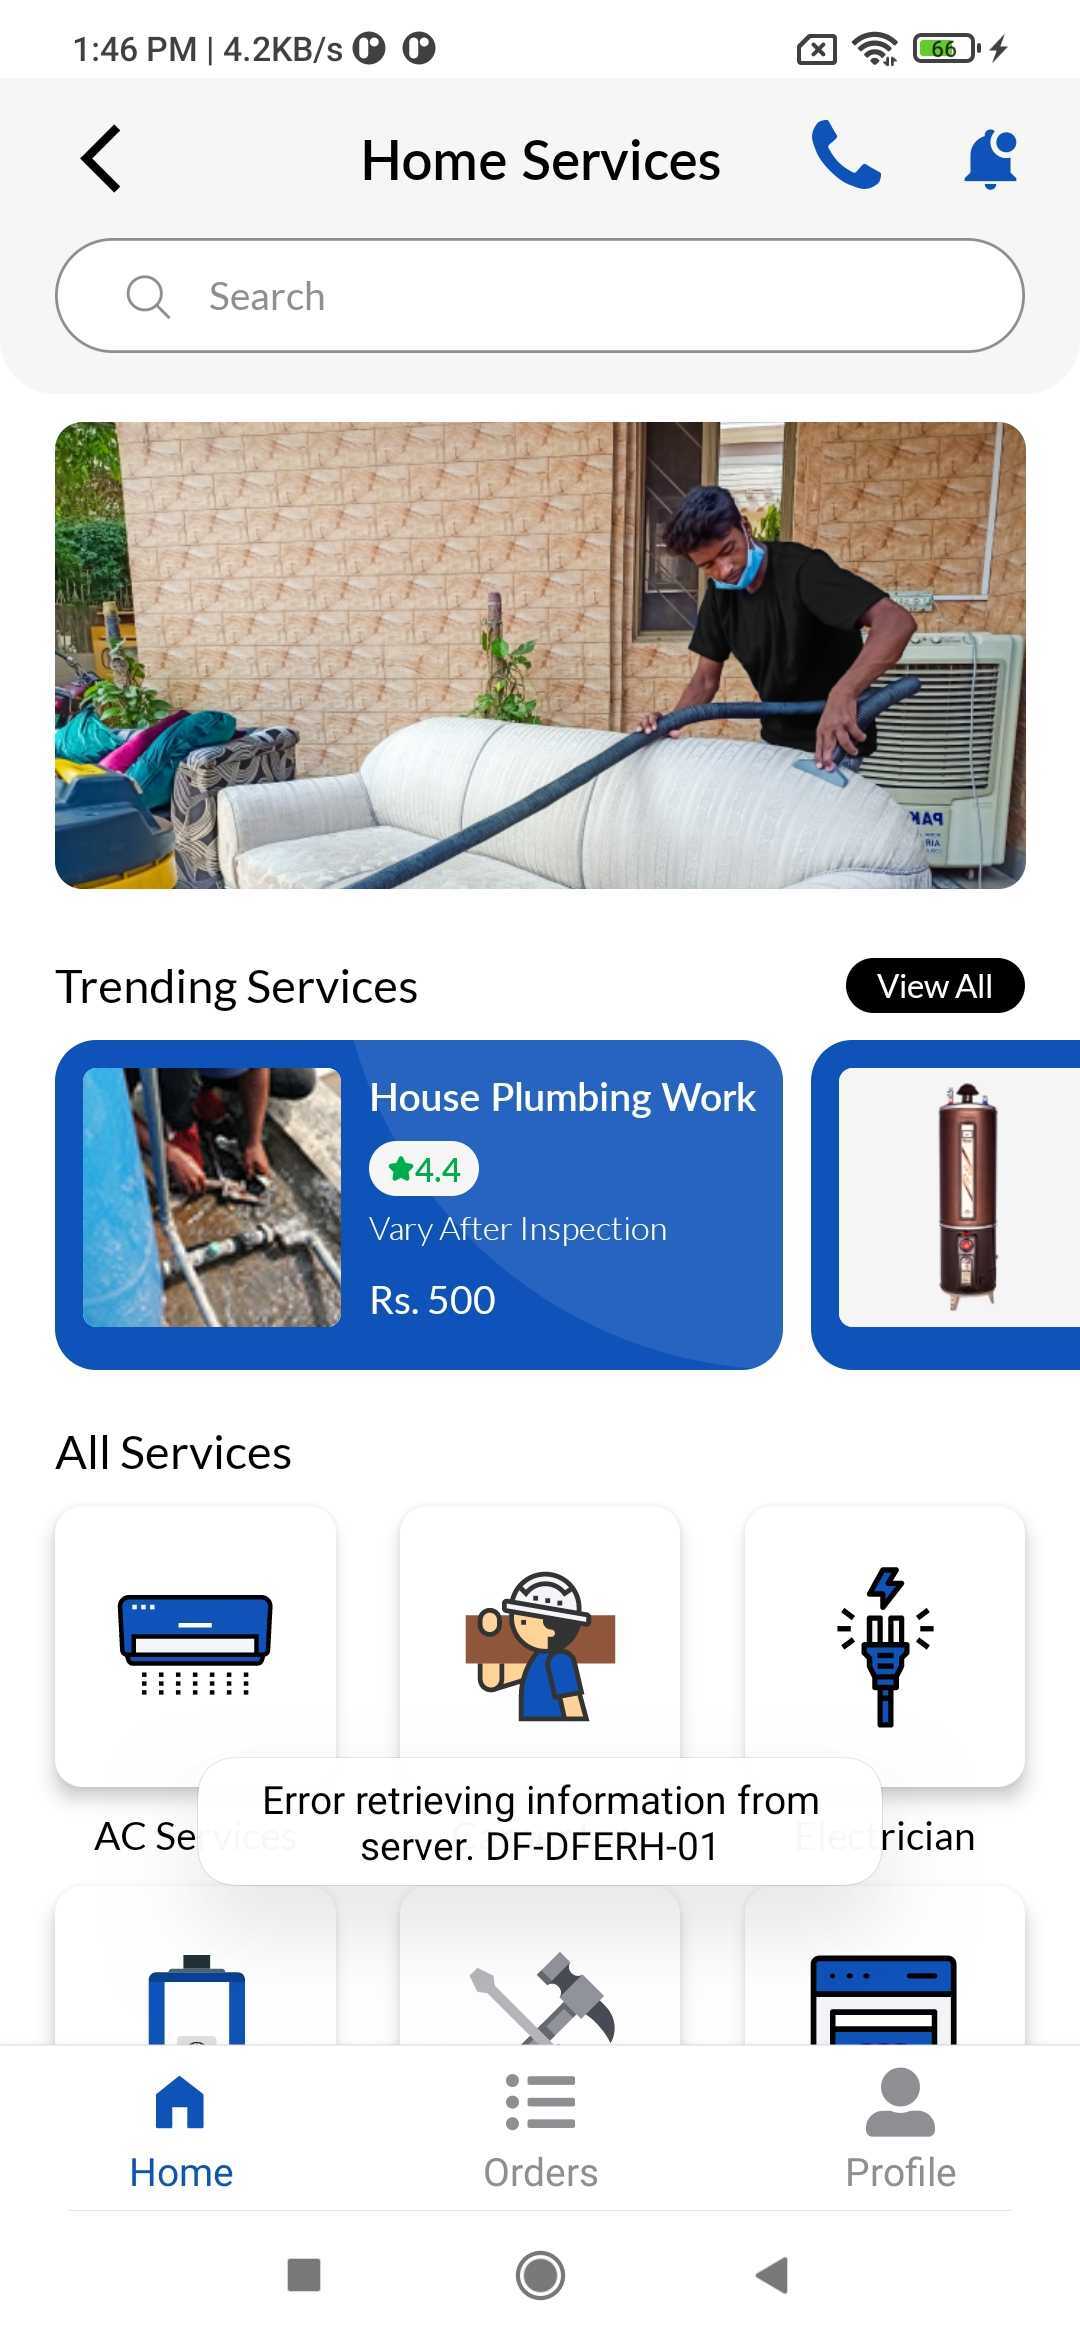 1:46 PM | 4.2KB/s
66
Home Services
Search
Trending Services
View All
House Plumbing Work
4.4
Vary After Inspection
Rs. 500
All Services
Error retrieving information from
server. DF-DFERH-01
AC Services
Electrician
Home
Orders
Profile